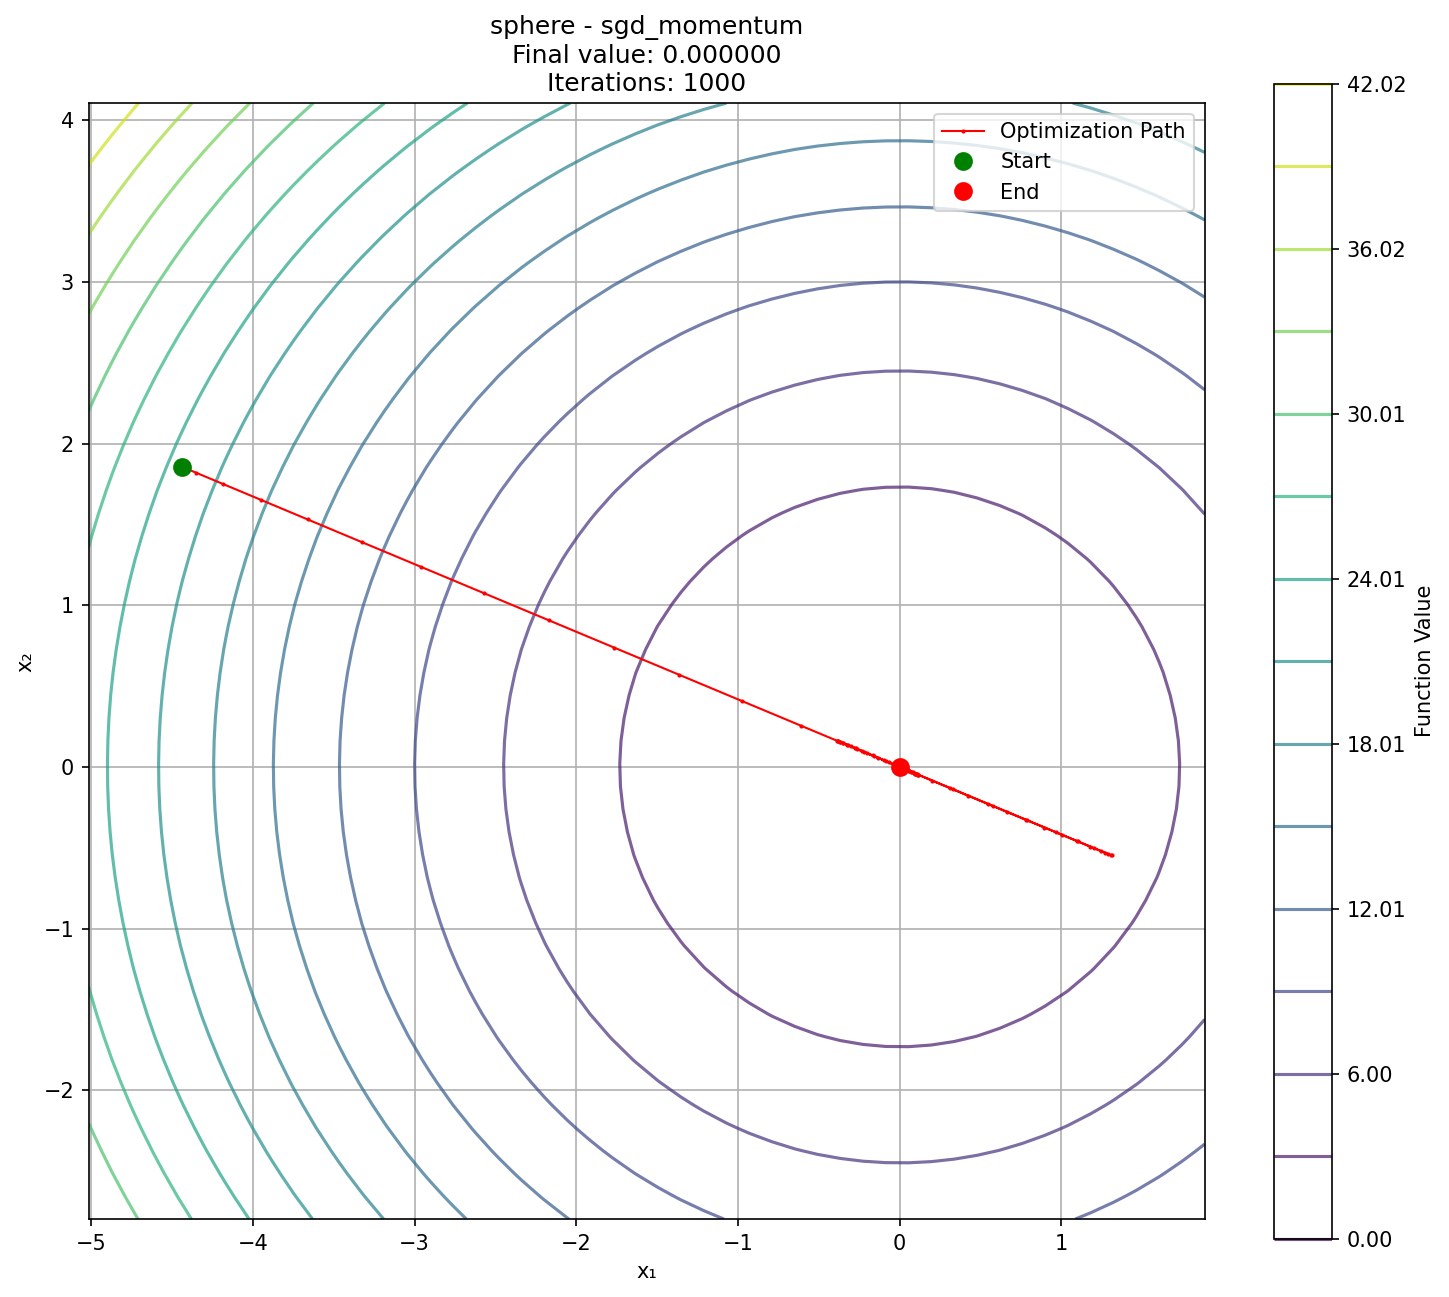 sphere - sgd_momentum
Final value: 0.000000
Iterations: 1000
Optimization Path
Start
End
4
3
2
1
0
−1
−2
x₂
−5
−4
−3
−2
−1
0
1
x₁
42.02
36.02
30.01
24.01
18.01
12.01
6.00
0.00
Function Value